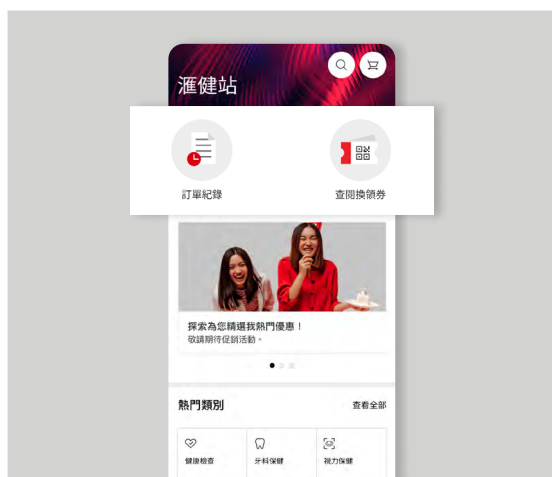 滙健站
訂單紀錄
查閱換領券
探索為您精選我熱門優惠！
敬請期待促銷活動。
熱門類別
查看全部
健康檢查
牙科保健
視力保健